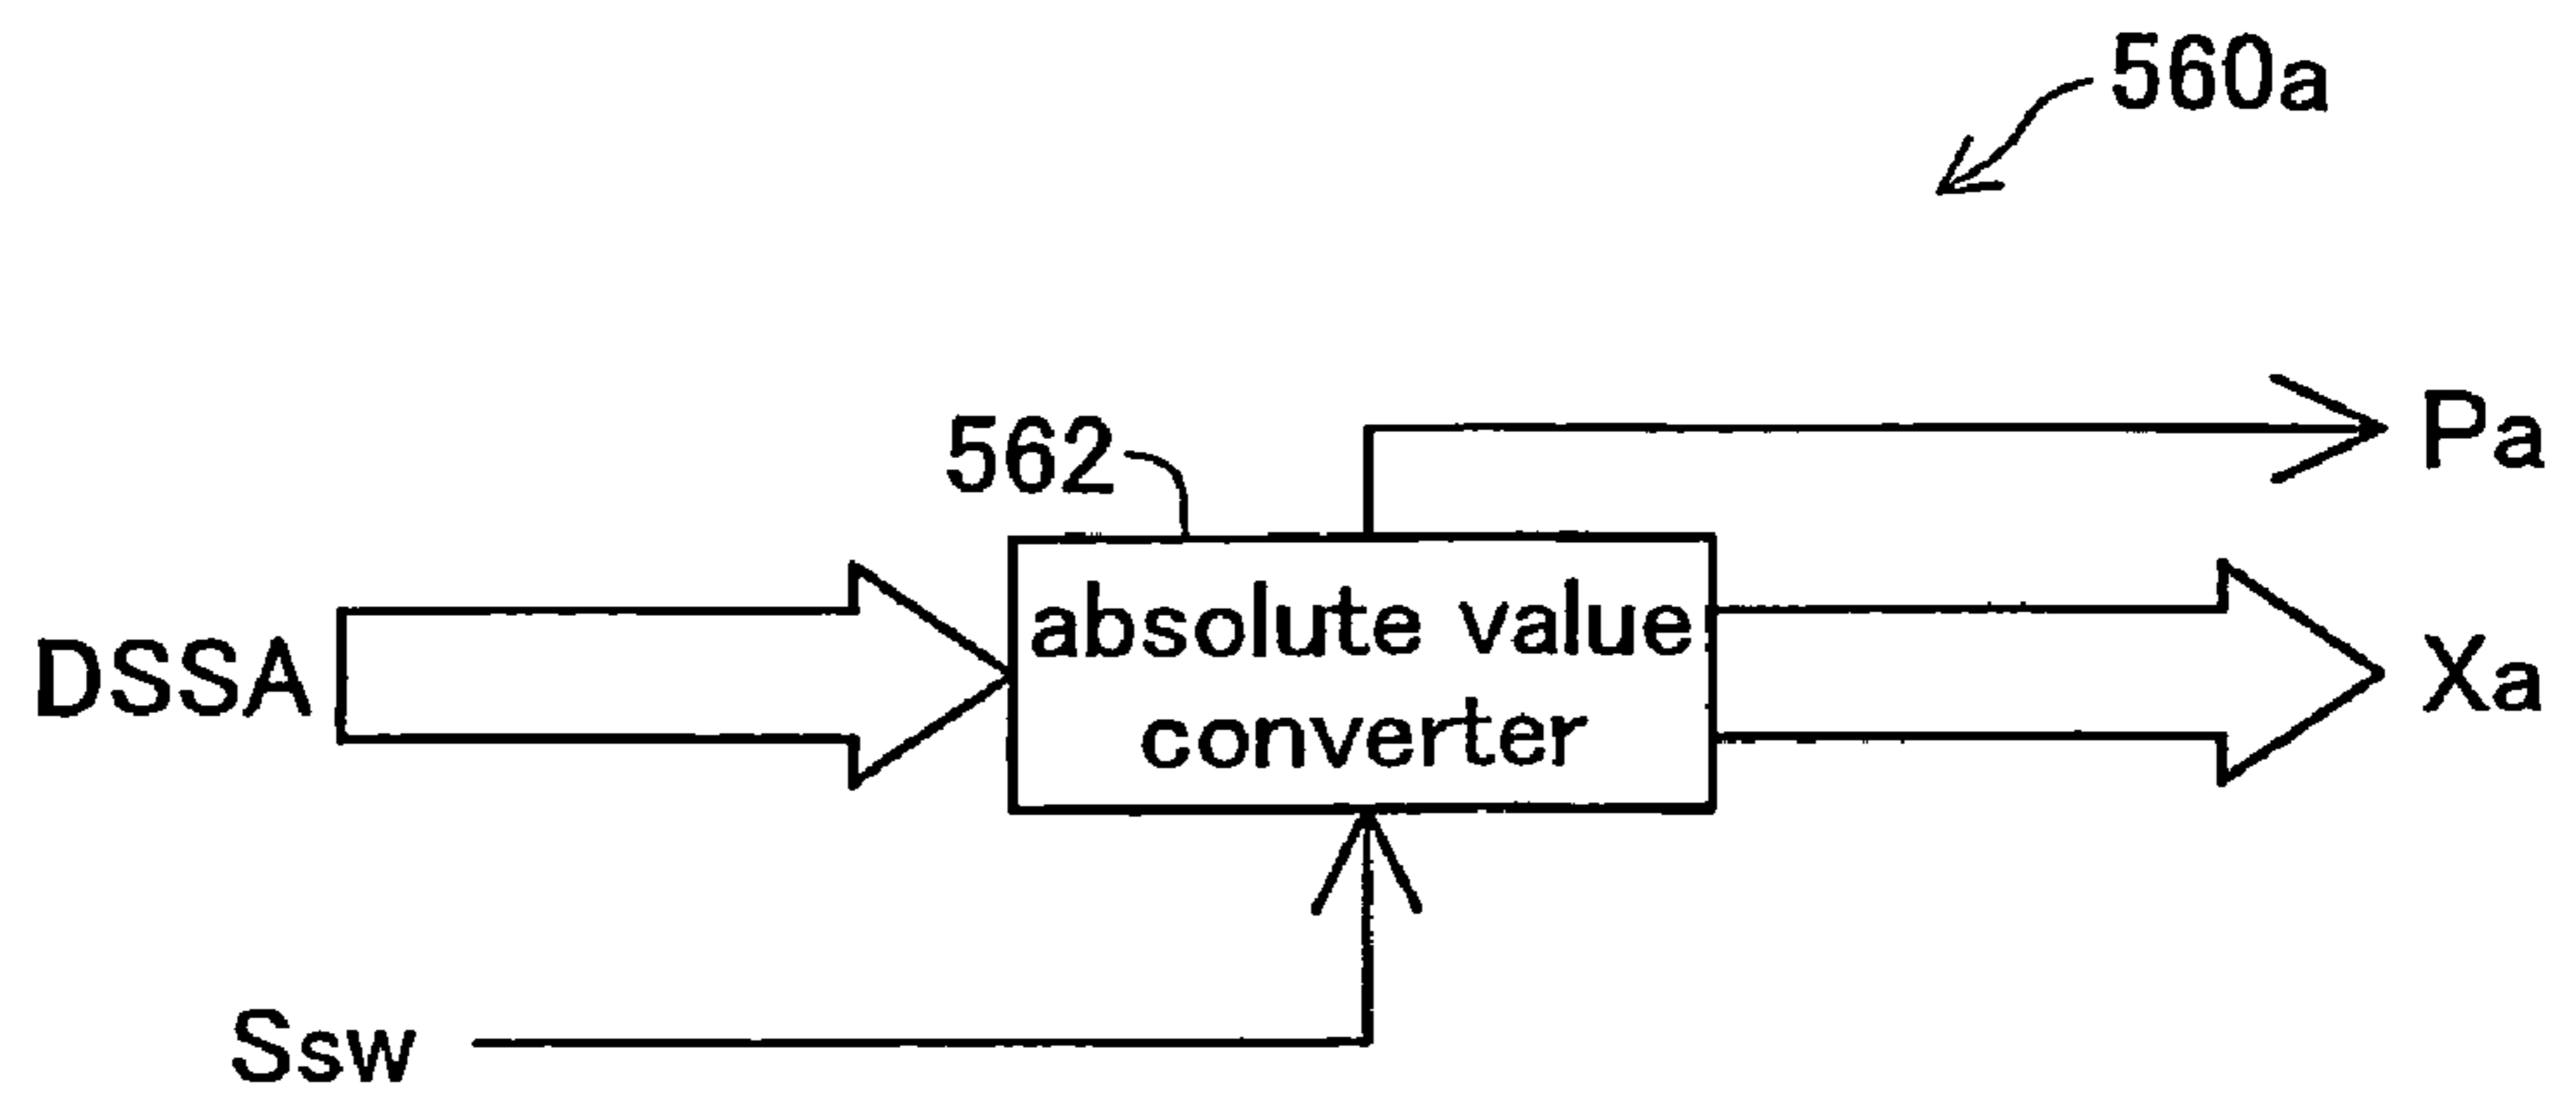 560a
Pa
562
absolute value
converter
DSSA
Xa
Ssw